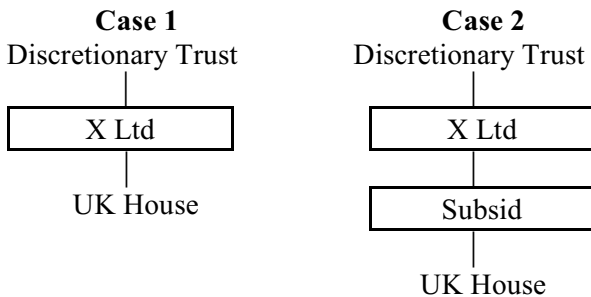 Case 1
Discretionary Trust
X Ltd
UK House
Case 2
Discretionary Trust
X Ltd
Subsid
UK House